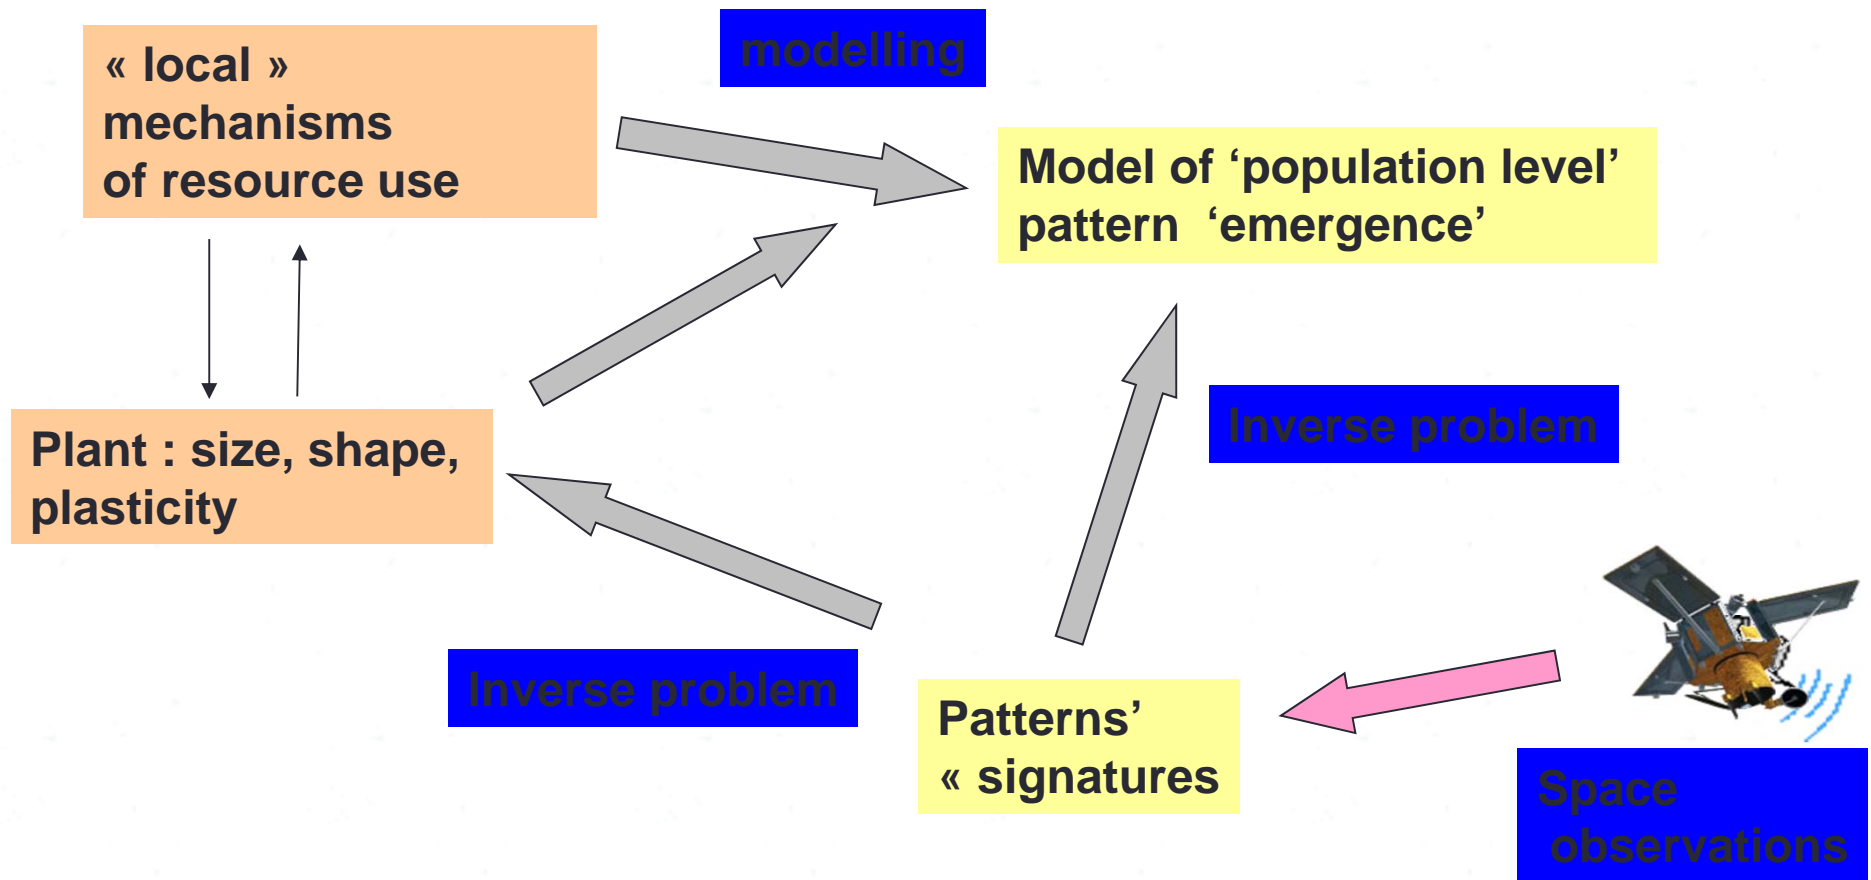 « local »
mechanisms
of resource use
modelling
Model of ‘population level’
pattern ‘emergence’
Plant : size, shape,
plasticity
Inverse problem
Inverse problem
Patterns’
« signatures
Space
observations